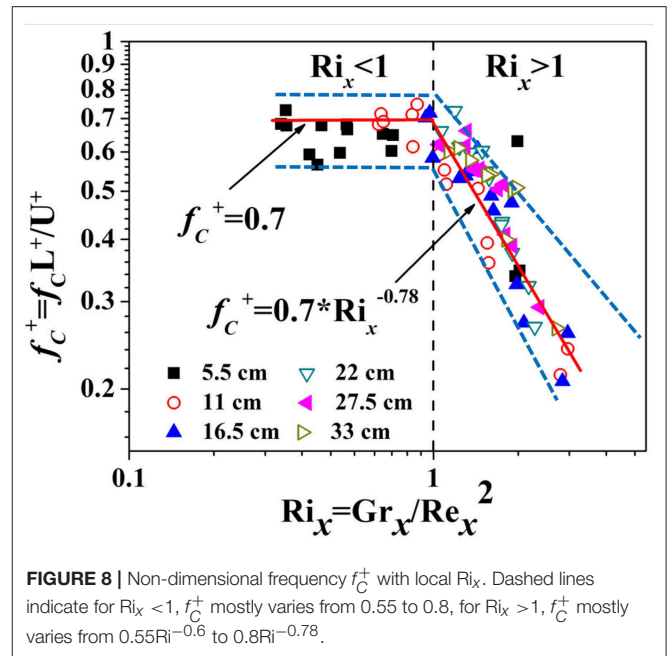 Ri_x<1 Ri_x>1
1
0.9
0.8
0.7
0.6
0.5
0.4
0.3
0.2
f_C^+=f_C L^+/U^+
f_C^+=0.7
f_C^+=0.7*Ri_x^-0.78
5.5 cm 22 cm
11 cm 27.5 cm
16.5 cm 33 cm
0.1 1
Ri_x=Gr_x/Re_x^2
FIGURE 8 | Non-dimensional frequency f_C^+ with local Ri_x. Dashed lines
indicate for Ri_x <1, f_C^+ mostly varies from 0.55 to 0.8, for Ri_x >1, f_C^+ mostly
varies from 0.55Ri^−0.6 to 0.8Ri^−0.78.